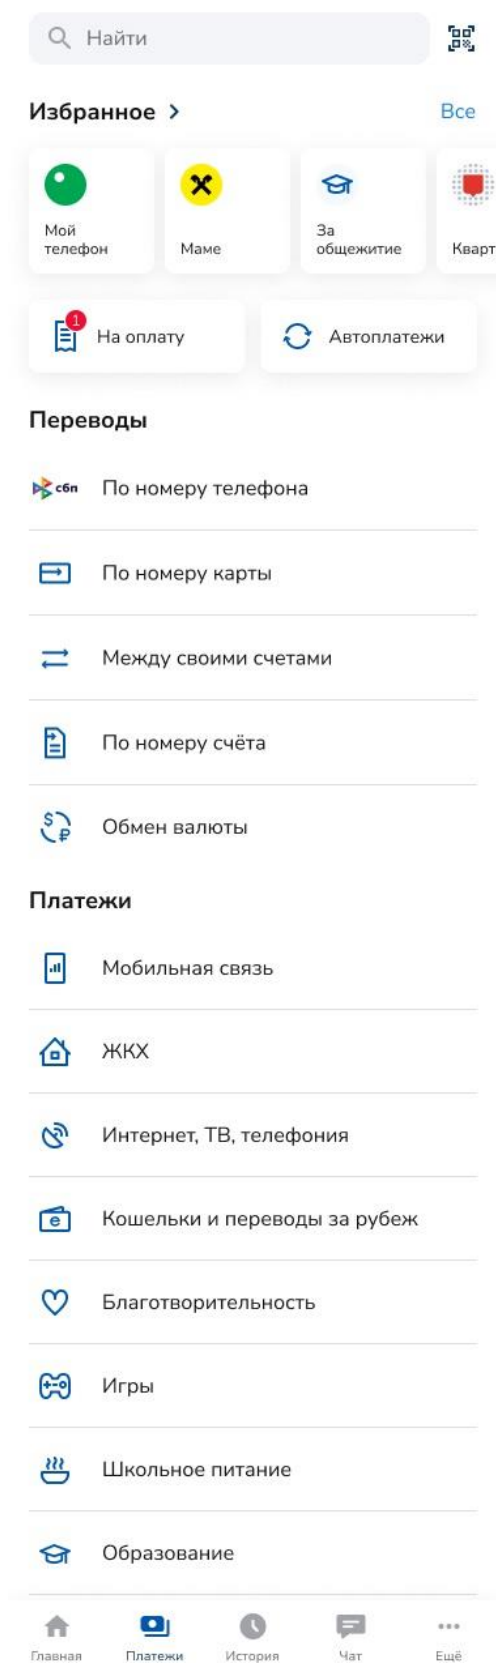 Найти
Избранное
Все
Мой
телефон
Маме
За
общежитие
Кварт
1
На оплату
Автоплатежи
Переводы
сбп
По номеру телефона
По номеру карты
Между своими счетами
По номеру счёта
$
₽
Обмен валюты
Платежи
Мобильная связь
ЖКХ
Интернет, ТВ, телефония
e
Кошельки и переводы за рубеж
Благотворительность
Игры
Школьное питание
Образование
Главная
Платежи
История
Чат
Ещё